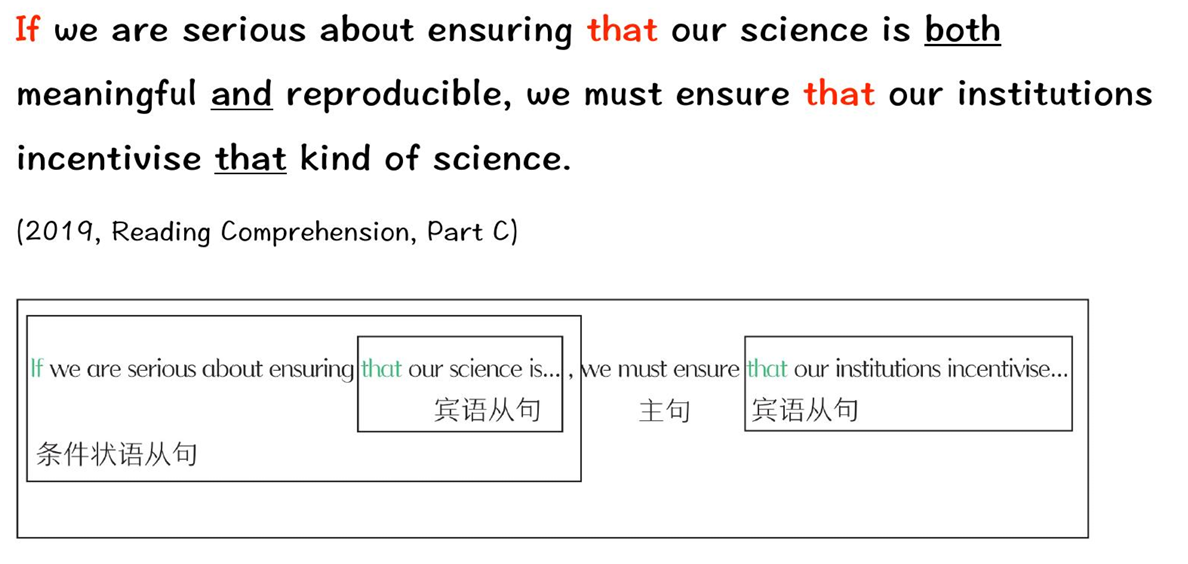 If we are serious about ensuring that our science is both
meaningful and reproducible, we must ensure that our institutions
incentivise that kind of science.
(2019, Reading Comprehension, Part C)
If we are serious about ensuring that our science is... , we must ensure that our institutions incentivise...
宾语从句 主句 宾语从句
条件状语从句